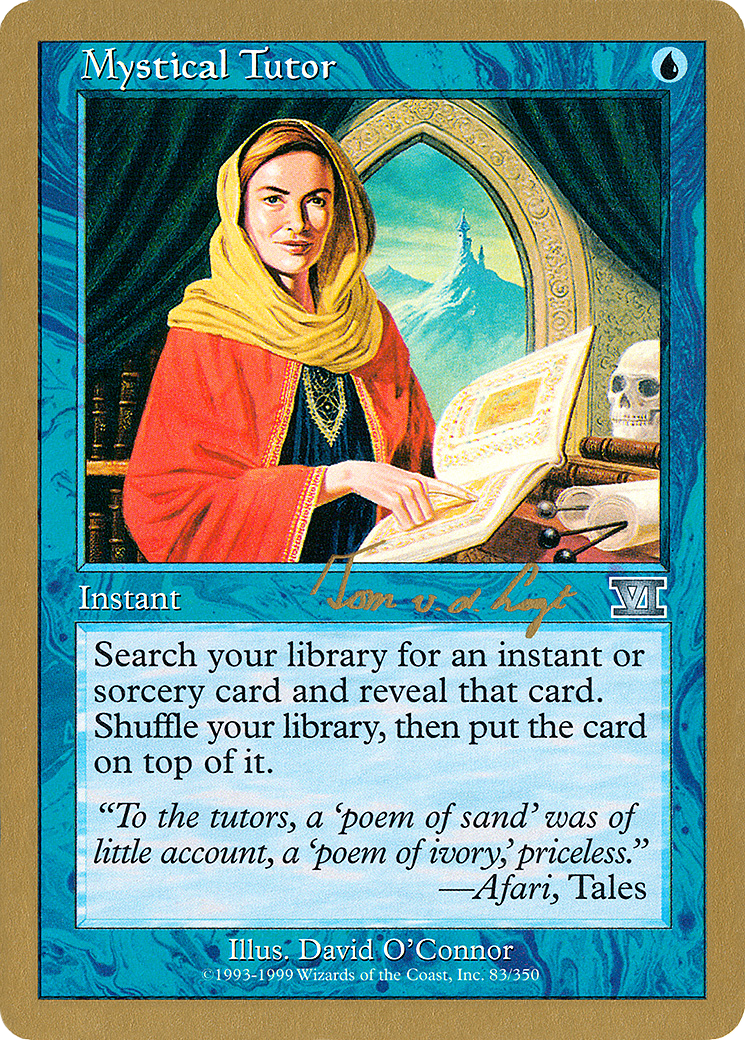 Mystical Tutor
Tom v.d. Logt
Instant
VI
Search your library for an instant or
sorcery card and reveal that card.
Shuffle your library, then put the card
on top of it.
“To the tutors, a ‘poem of sand’ was of
little account, a ‘poem of ivory,’ priceless.”
—Afari, Tales
Illus. David O’Connor
©1993-1999 Wizards of the Coast, Inc. 83/350